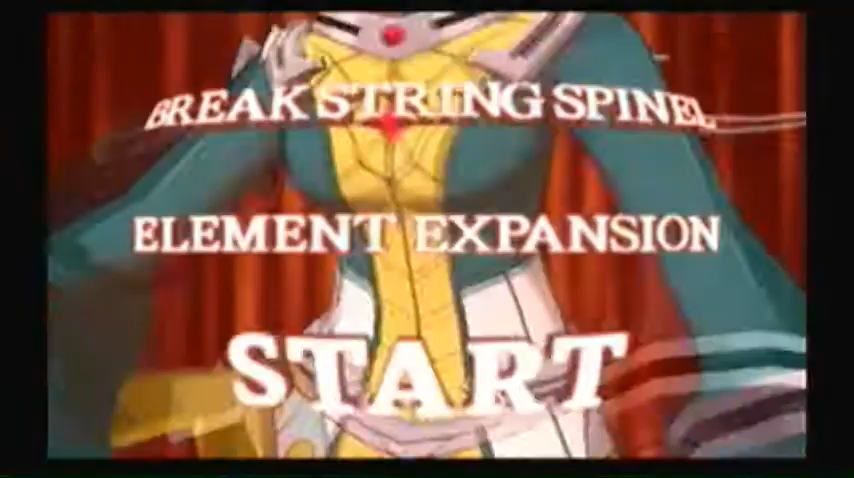 BREAK STRING SPINEL
ELEMENT EXPANSION
START